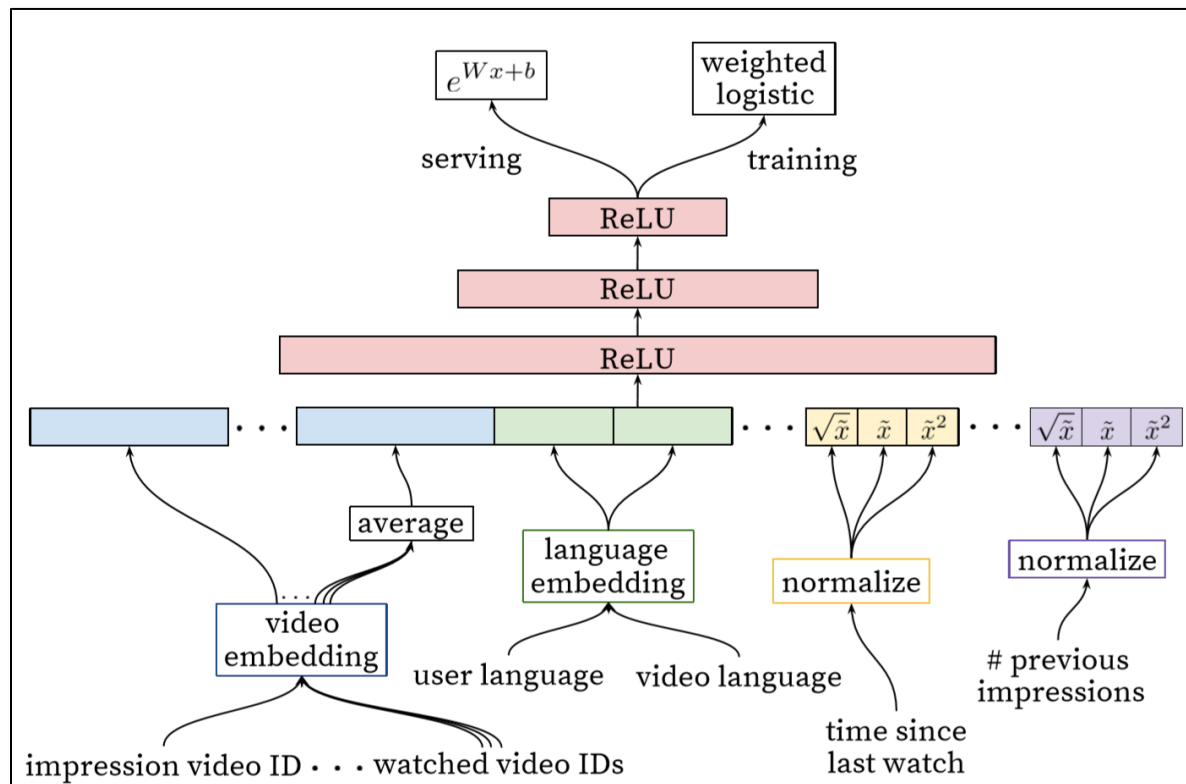 e^{Wx+b}
weighted
logistic
serving
training
ReLU
ReLU
ReLU
. . .
. . .
√x̃ x̃ x̃²
. . .
√x̃ x̃ x̃²
average
language
embedding
normalize
normalize
. . .
video
embedding
user language
video language
# previous
impressions
time since
last watch
impression video ID . . . watched video IDs